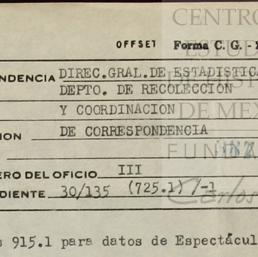 CENTRO
OFFSET Forma C. G.
NDENCIA DIREC.GRAL.DE ESTADISTICA
DEPTO. DE RECOLECCION
Y COORDINACION
DE CORRESPONDENCIA
ION
ERO DEL OFICIO III
DIENTE 30/135 (725.1) /-1
s 915.1 para datos de Espectácul